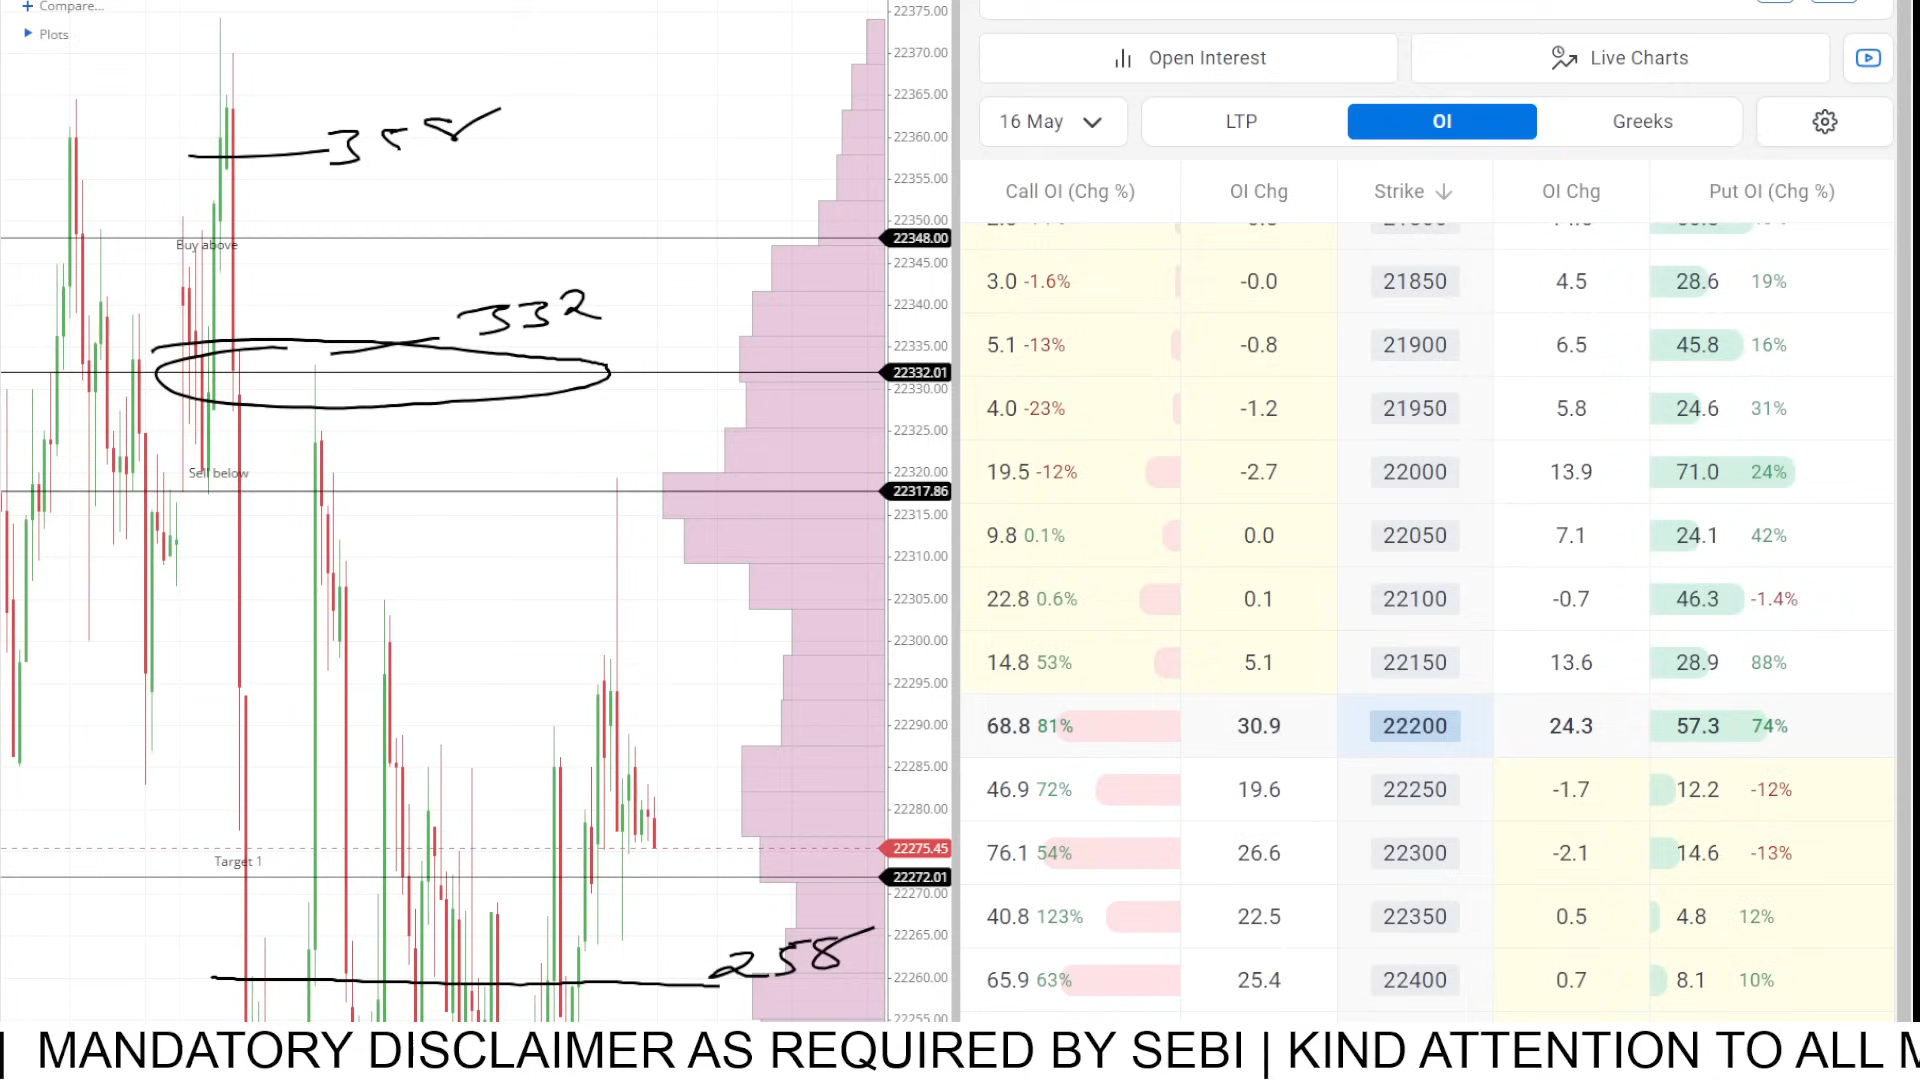 Compare...
Plots
22375.00
22370.00
22365.00
22360.00
22355.00
22350.00
Buy above
22348.00
22345.00
22340.00
332
22335.00
22332.01
22330.00
22325.00
Sell below
22320.00
22317.86
22315.00
22310.00
22305.00
22300.00
22295.00
22290.00
22285.00
22280.00
22275.45
Target 1
22272.01
22270.00
22265.00
258
22260.00
22255.00
Open Interest
Live Charts
16 May
LTP
OI
Greeks
Call OI (Chg %) OI Chg Strike ↓ OI Chg Put OI (Chg %)
3.0 -1.6% -0.0 21850 4.5 28.6 19%
5.1 -13% -0.8 21900 6.5 45.8 16%
4.0 -23% -1.2 21950 5.8 24.6 31%
19.5 -12% -2.7 22000 13.9 71.0 24%
9.8 0.1% 0.0 22050 7.1 24.1 42%
22.8 0.6% 0.1 22100 -0.7 46.3 -1.4%
14.8 53% 5.1 22150 13.6 28.9 88%
68.8 81% 30.9 22200 24.3 57.3 74%
46.9 72% 19.6 22250 -1.7 12.2 -12%
76.1 54% 26.6 22300 -2.1 14.6 -13%
40.8 123% 22.5 22350 0.5 4.8 12%
65.9 63% 25.4 22400 0.7 8.1 10%
| MANDATORY DISCLAIMER AS REQUIRED BY SEBI | KIND ATTENTION TO ALL